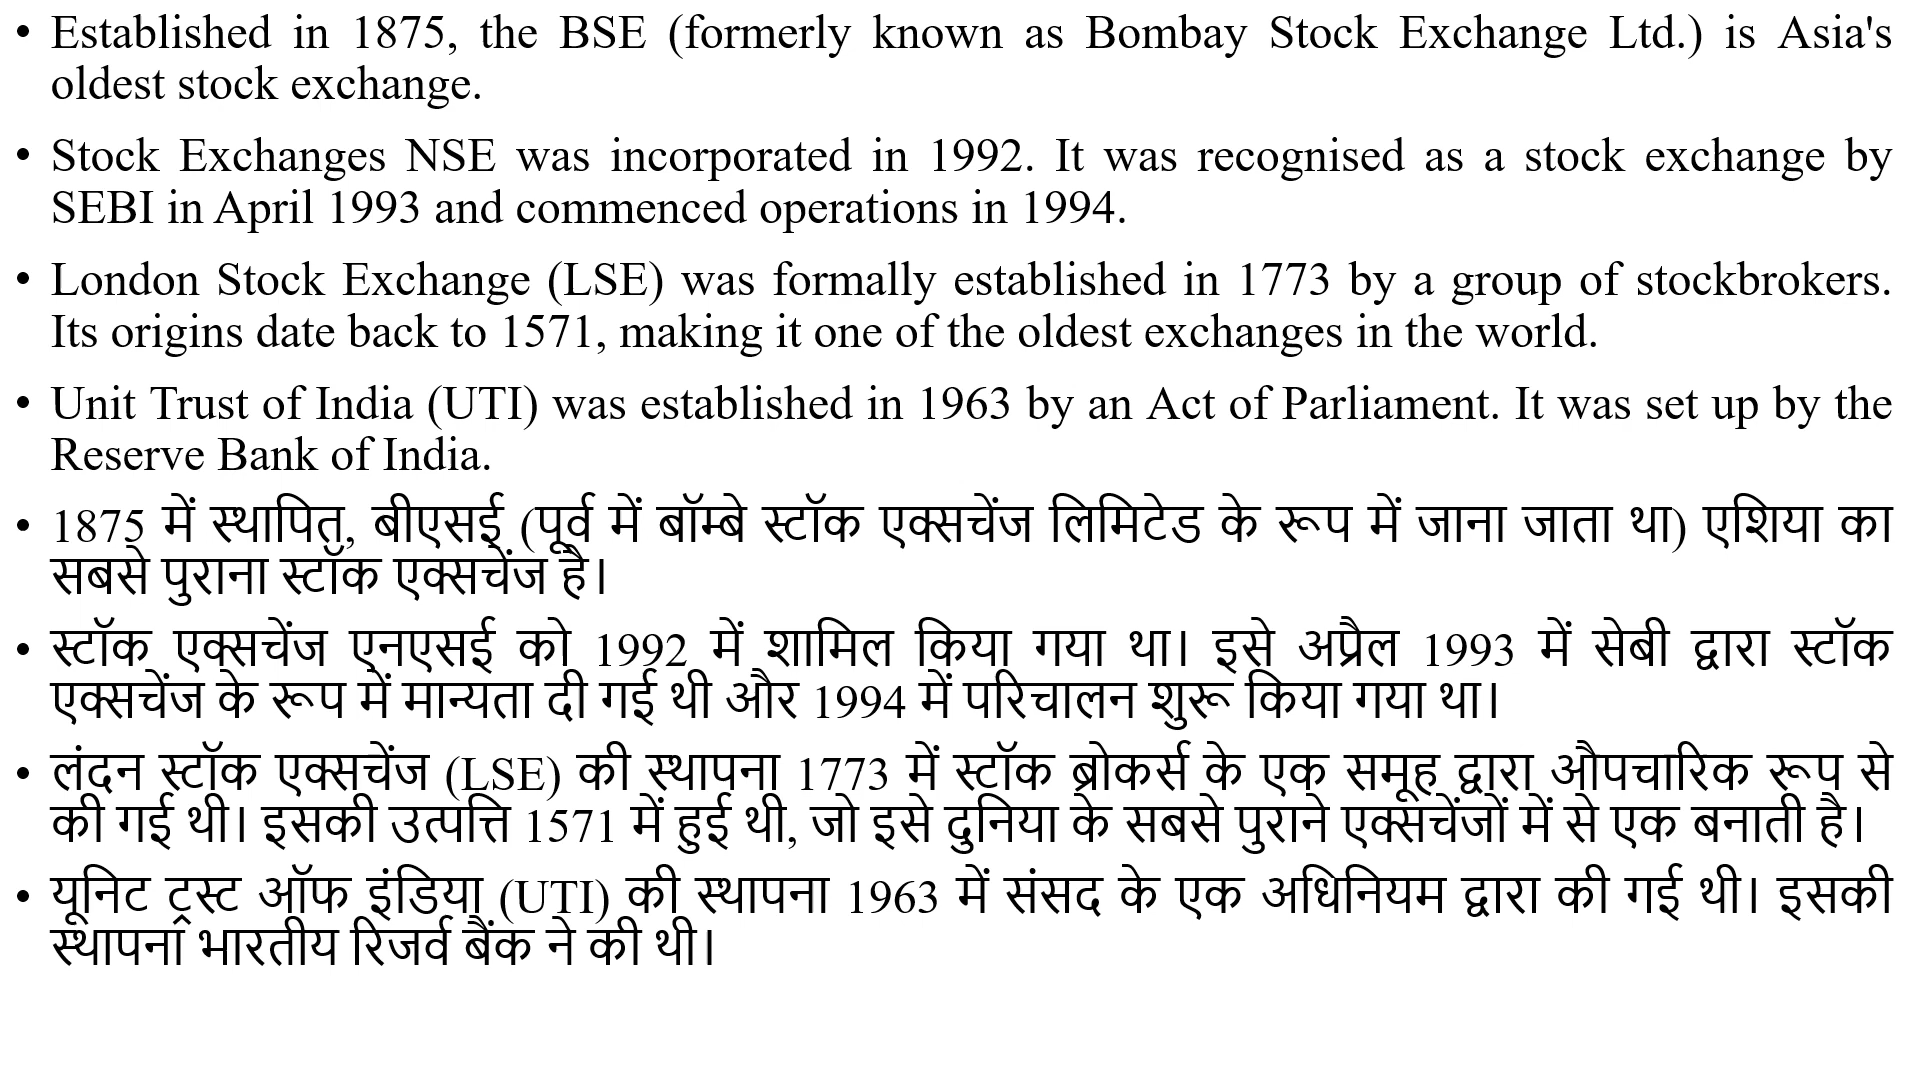 • Established in 1875, the BSE (formerly known as Bombay Stock Exchange Ltd.) is Asia's
oldest stock exchange.
• Stock Exchanges NSE was incorporated in 1992. It was recognised as a stock exchange by
SEBI in April 1993 and commenced operations in 1994.
• London Stock Exchange (LSE) was formally established in 1773 by a group of stockbrokers.
Its origins date back to 1571, making it one of the oldest exchanges in the world.
• Unit Trust of India (UTI) was established in 1963 by an Act of Parliament. It was set up by the
Reserve Bank of India.
• 1875 में स्थापित, बीएसई (पूर्व में बॉम्बे स्टॉक एक्सचेंज लिमिटेड के रूप में जाना जाता था) एशिया का
सबसे पुराना स्टॉक एक्सचेंज है।
• स्टॉक एक्सचेंज एनएसई को 1992 में शामिल किया गया था। इसे अप्रैल 1993 में सेबी द्वारा स्टॉक
एक्सचेंज के रूप में मान्यता दी गई थी और 1994 में परिचालन शुरू किया गया था।
• लंदन स्टॉक एक्सचेंज (LSE) की स्थापना 1773 में स्टॉक ब्रोकर्स के एक समूह द्वारा औपचारिक रूप से
की गई थी। इसकी उत्पत्ति 1571 में हुई थी, जो इसे दुनिया के सबसे पुराने एक्सचेंजों में से एक बनाती है।
• यूनिट ट्रस्ट ऑफ इंडिया (UTI) की स्थापना 1963 में संसद के एक अधिनियम द्वारा की गई थी। इसकी
स्थापना भारतीय रिजर्व बैंक ने की थी।